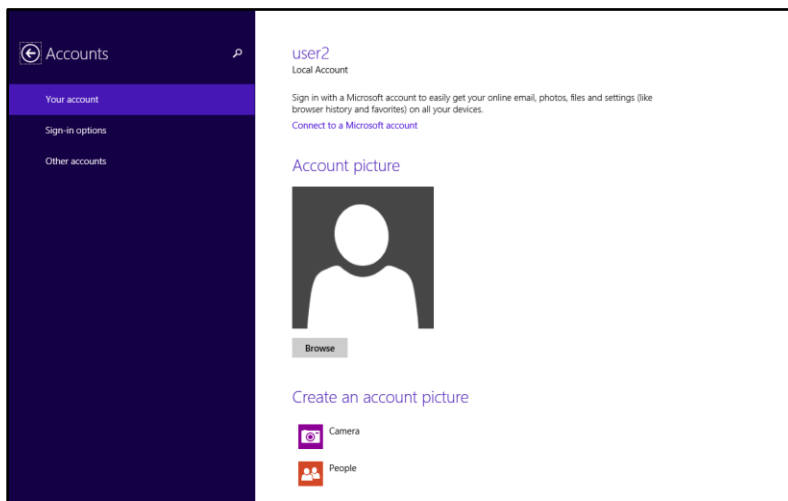 Accounts
Your account
Sign-in options
Other accounts
user2
Local Account
Sign in with a Microsoft account to easily get your online email, photos, files and settings (like
browser history and favorites) on all your devices.
Connect to a Microsoft account
Account picture
Browse
Create an account picture
Camera
People